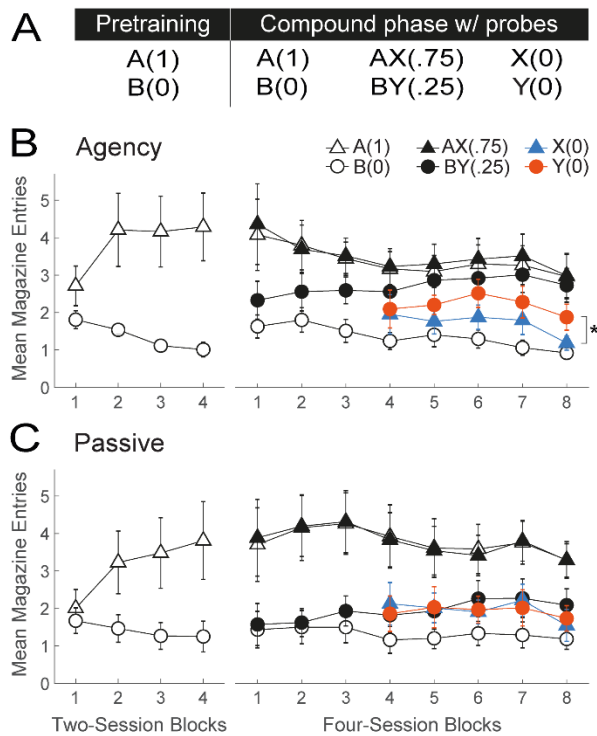 A Pretraining Compound phase w/ probes
A(1) A(1) AX(.75) X(0)
B(0) B(0) BY(.25) Y(0)
B Agency
A(1) AX(.75) X(0)
B(0) BY(.25) Y(0)
Mean Magazine Entries
5
4
3
2
1
0
*
1 2 3 4 1 2 3 4 5 6 7 8
C Passive
Mean Magazine Entries
5
4
3
2
1
0
1 2 3 4 1 2 3 4 5 6 7 8
Two-Session Blocks Four-Session Blocks